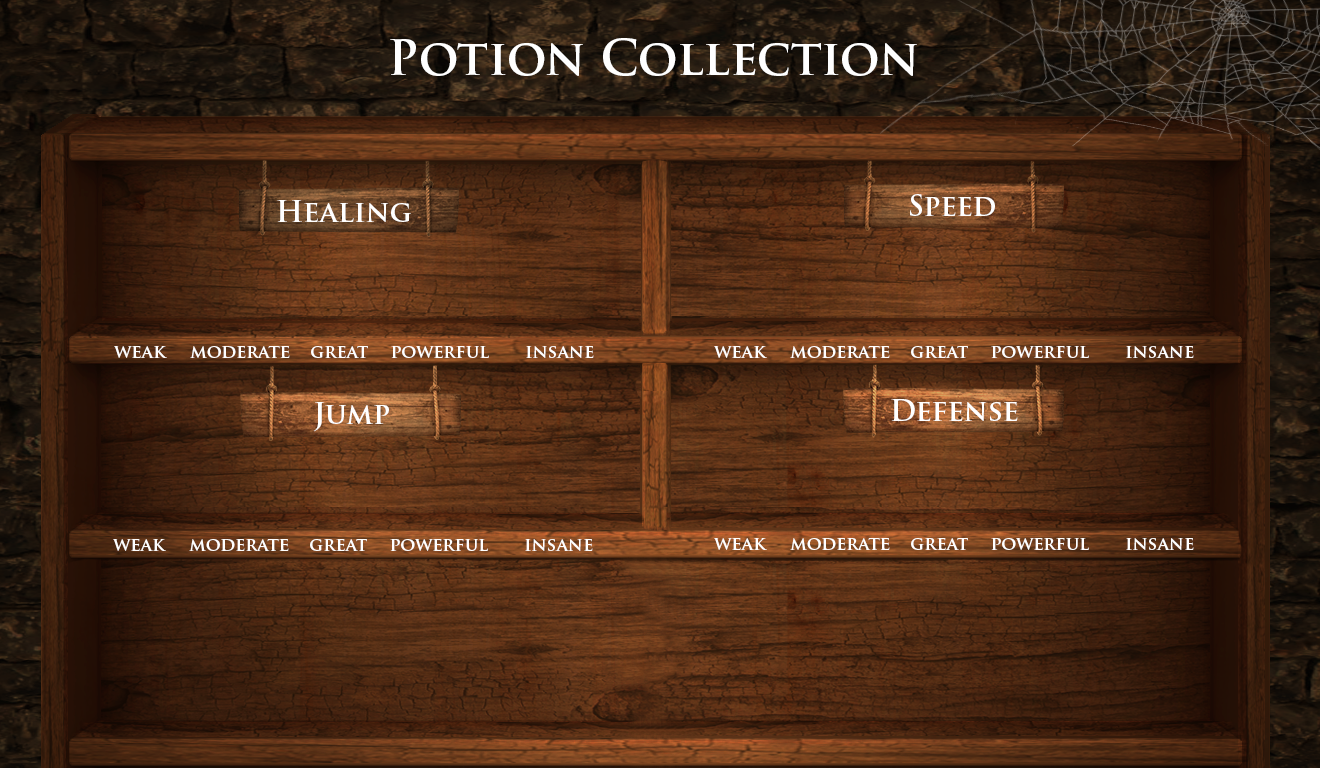 Potion Collection
Healing
Speed
WEAK MODERATE GREAT POWERFUL INSANE
WEAK MODERATE GREAT POWERFUL INSANE
Jump
Defense
WEAK MODERATE GREAT POWERFUL INSANE
WEAK MODERATE GREAT POWERFUL INSANE